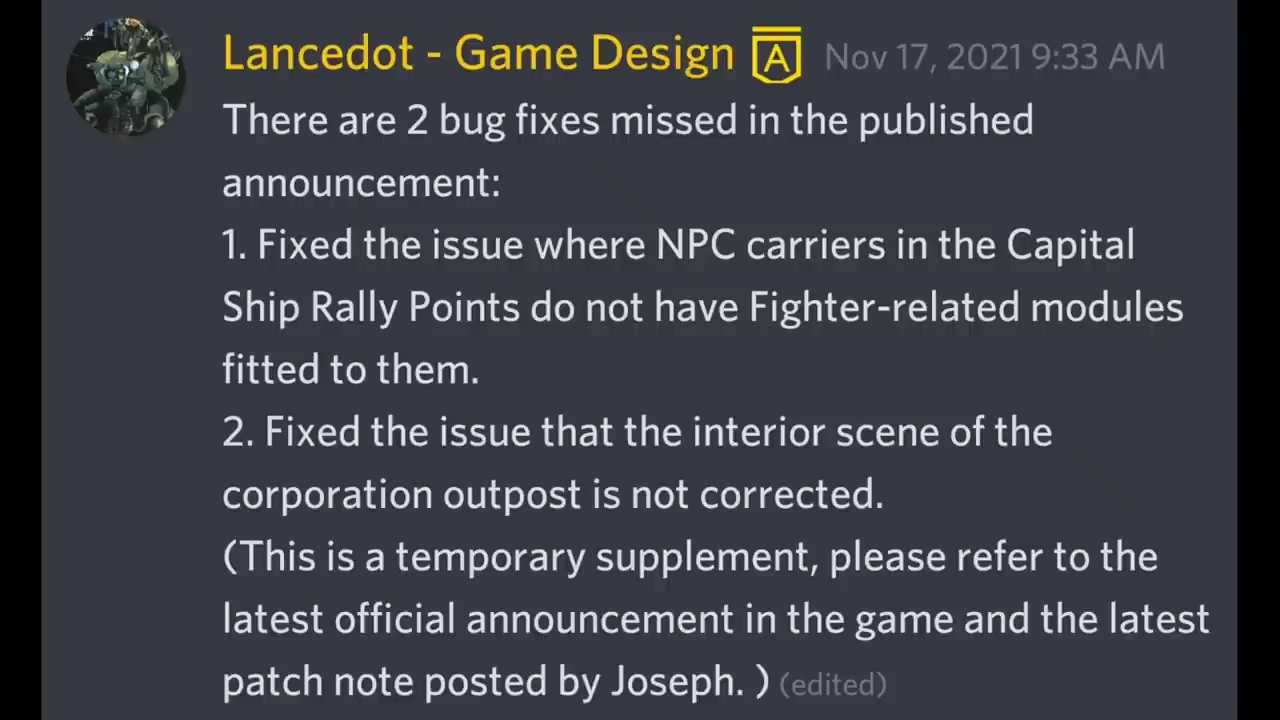 Lancedot - Game Design A Nov 17, 2021 9:33 AM
There are 2 bug fixes missed in the published
announcement:
1. Fixed the issue where NPC carriers in the Capital
Ship Rally Points do not have Fighter-related modules
fitted to them.
2. Fixed the issue that the interior scene of the
corporation outpost is not corrected.
(This is a temporary supplement, please refer to the
latest official announcement in the game and the latest
patch note posted by Joseph. ) (edited)